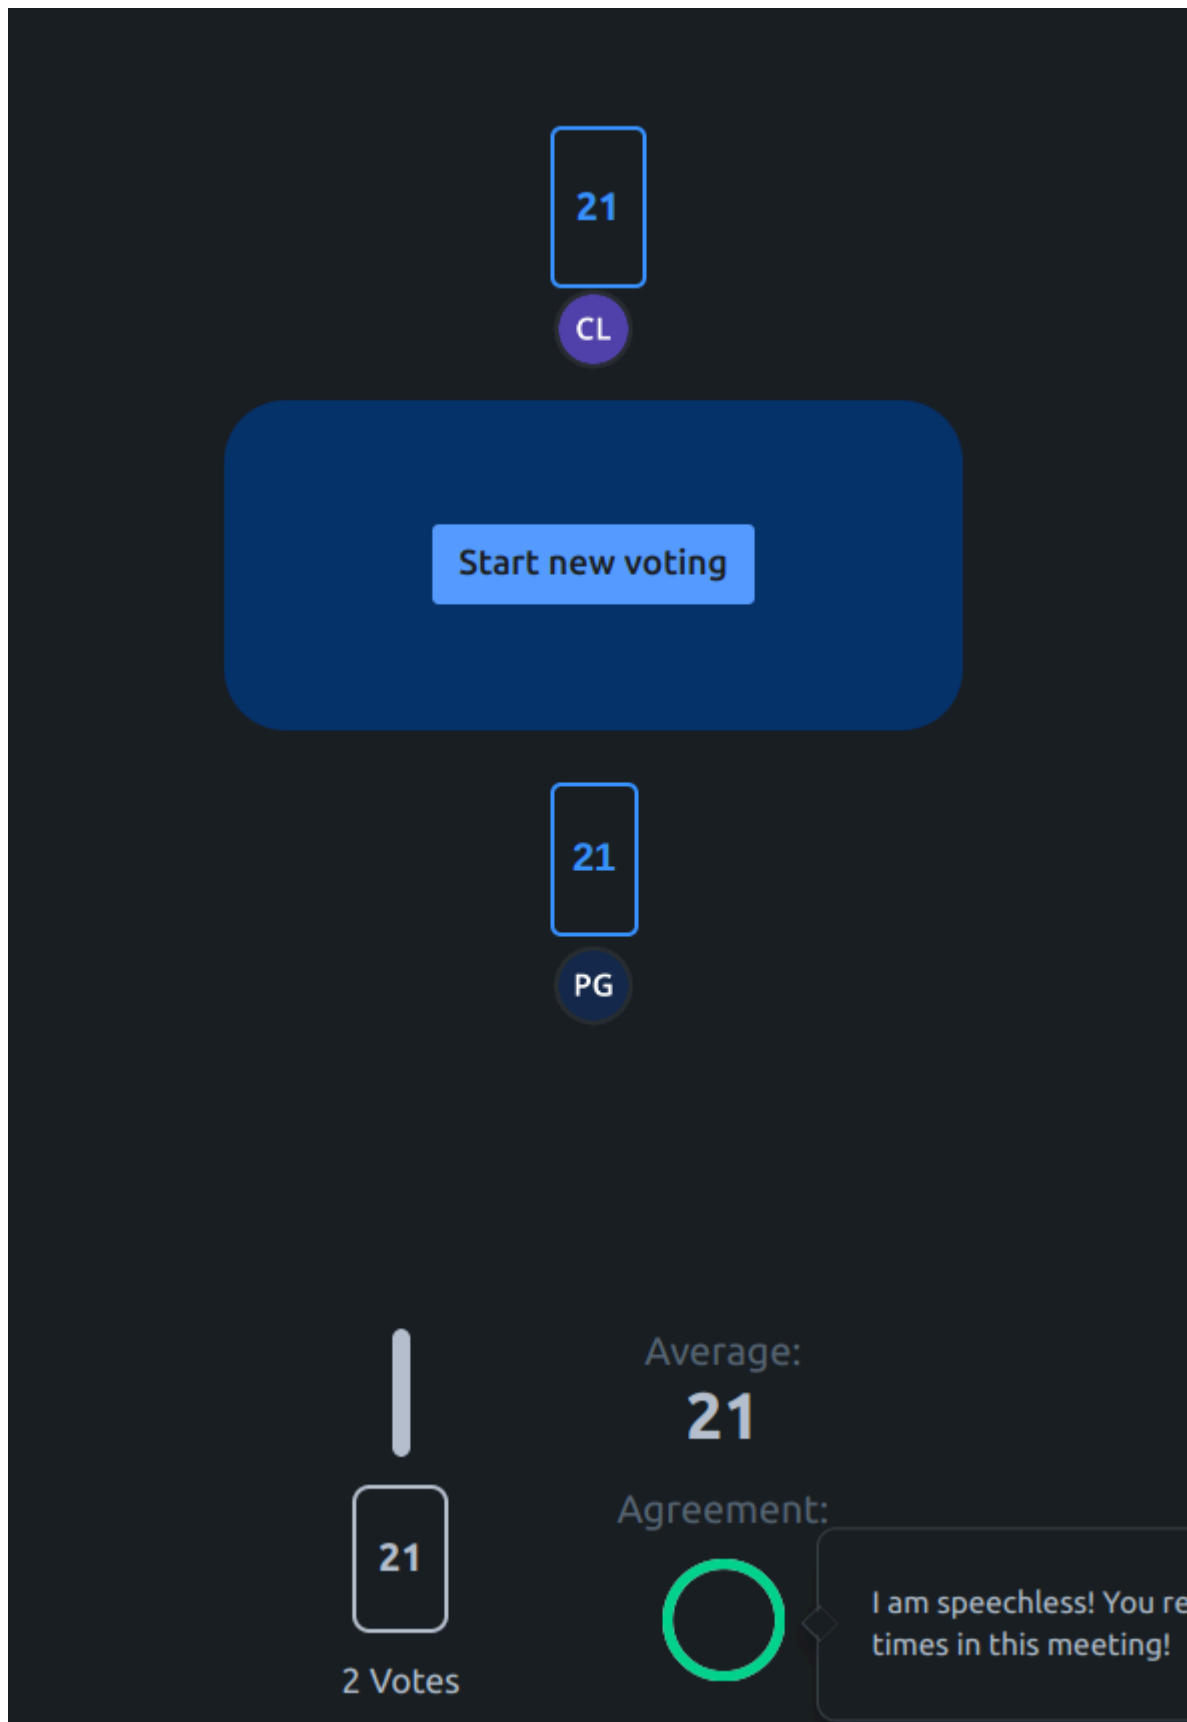 21
CL
Start new voting
21
PG
Average:
21
Agreement:
21
I am speechless! You re
times in this meeting!
2 Votes